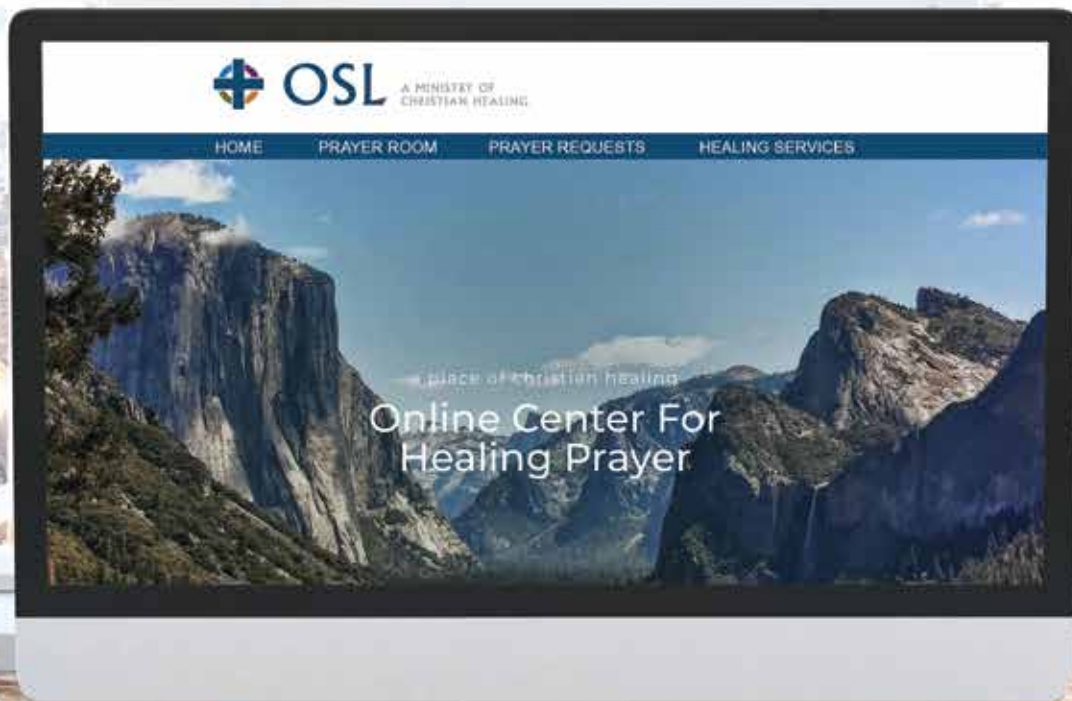 OSL
A MINISTRY OF
CHRISTIAN HEALING
HOME PRAYER ROOM PRAYER REQUESTS HEALING SERVICES
a place of christian healing
Online Center For
Healing Prayer